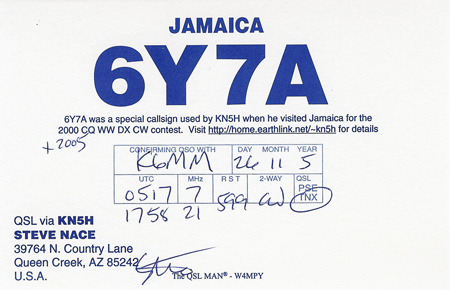 JAMAICA
6Y7A
6Y7A was a special callsign used by KN5H when he visited Jamaica for the
2000 CQ WW DX CW contest. Visit http://home.earthlink.net/~kn5h for details
+2005
CONFIRMING QSO WITH DAY MONTH YEAR
K6MM 26 11 5
UTC MHz R S T 2-WAY QSL
0517 7 599 CW PSE
TNX
1758 21
QSL via KN5H
STEVE NACE
39764 N. Country Lane
Queen Creek, AZ 85242
U.S.A.
The QSL MAN® - W4MPY